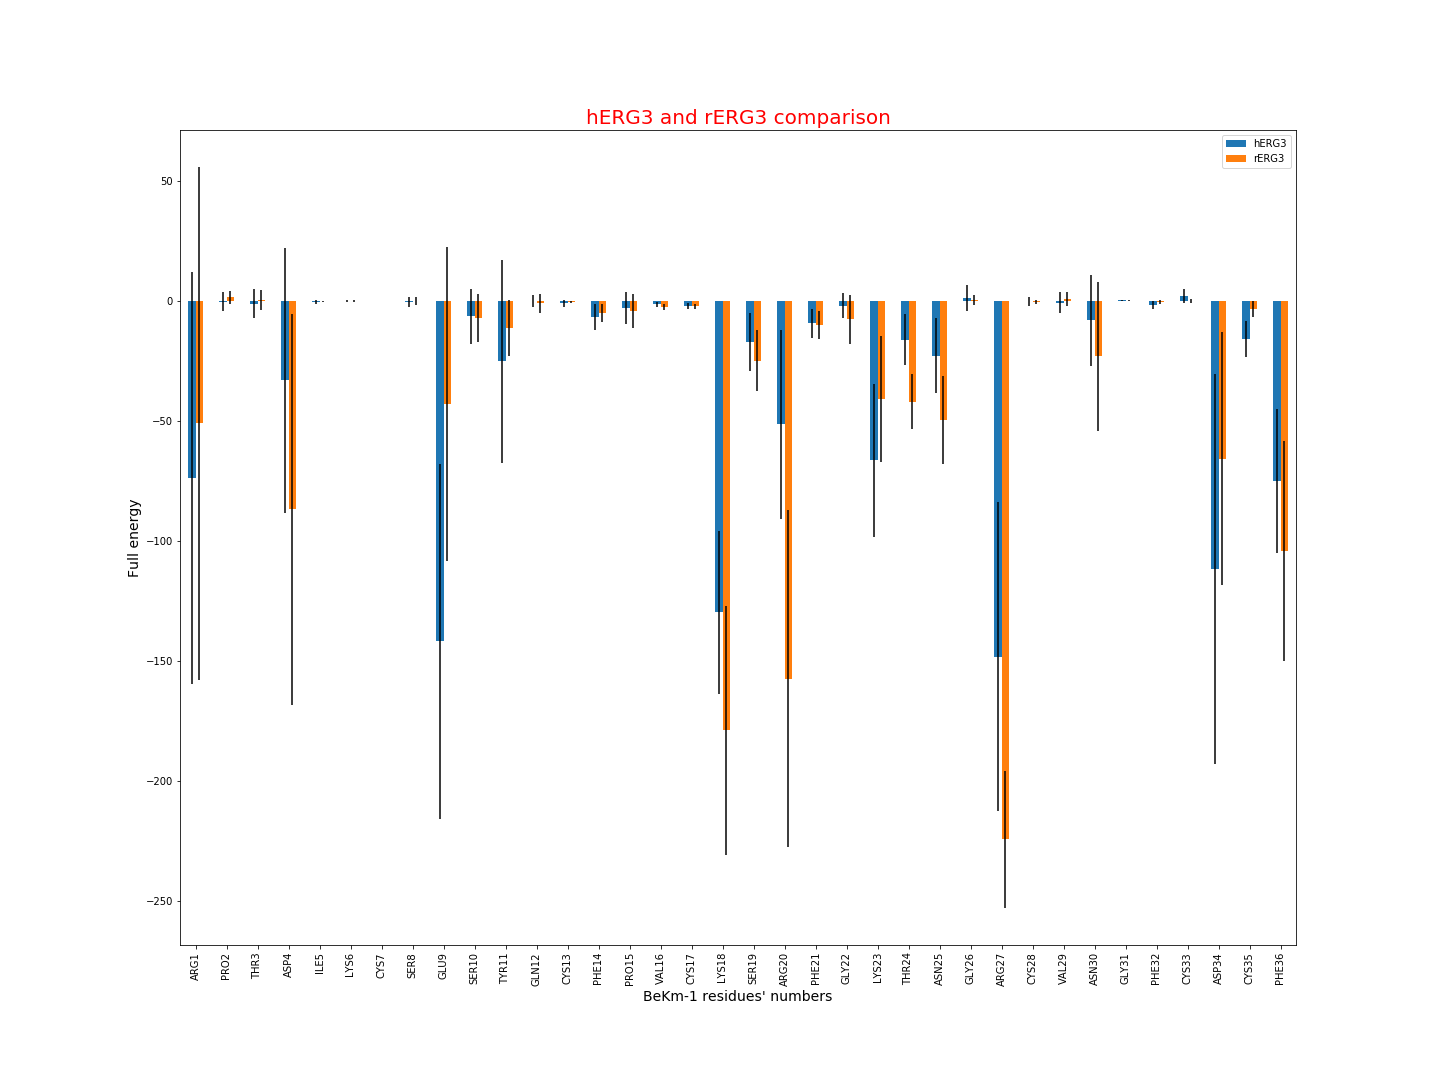 hERG3 and rERG3 comparison
hERG3
rERG3
50
0
−50
−100
−150
−200
−250
Full energy
ARG1
PRO2
THR3
ASP4
ILE5
LYS6
CYS7
SER8
GLU9
SER10
TYR11
GLN12
CYS13
PHE14
PRO15
VAL16
CYS17
LYS18
SER19
ARG20
PHE21
GLY22
LYS23
THR24
ASN25
GLY26
ARG27
CYS28
VAL29
ASN30
GLY31
PHE32
CYS33
ASP34
CYS35
PHE36
BeKm-1 residues' numbers